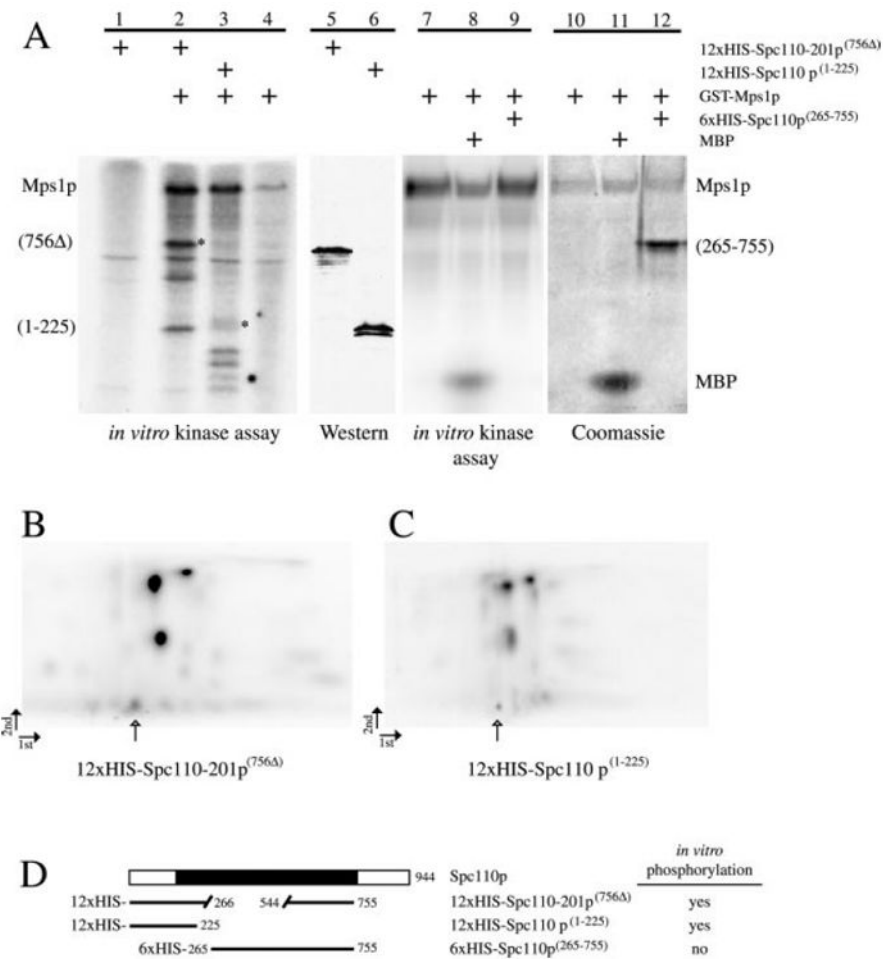 A
1 2 3 4 5 6 7 8 9 10 11 12
+ + + 12xHIS-Spc110-201p(756Δ)
+ + 12xHIS-Spc110 p(1-225)
+ + + + + + + + + GST-Mps1p
+ + 6xHIS-Spc110p(265-755)
+ + MBP
Mps1p Mps1p
(756Δ) * (265-755)
(1-225) * *
MBP
in vitro kinase assay Western in vitro kinase assay Coomassie
B C
2nd 1st 2nd 1st
12xHIS-Spc110-201p(756Δ) 12xHIS-Spc110 p(1-225)
in vitro
phosphorylation
D 944 Spc110p
12xHIS- 266 544 755 12xHIS-Spc110-201p(756Δ) yes
12xHIS- 225 12xHIS-Spc110 p(1-225) yes
6xHIS-265 755 6xHIS-Spc110p(265-755) no